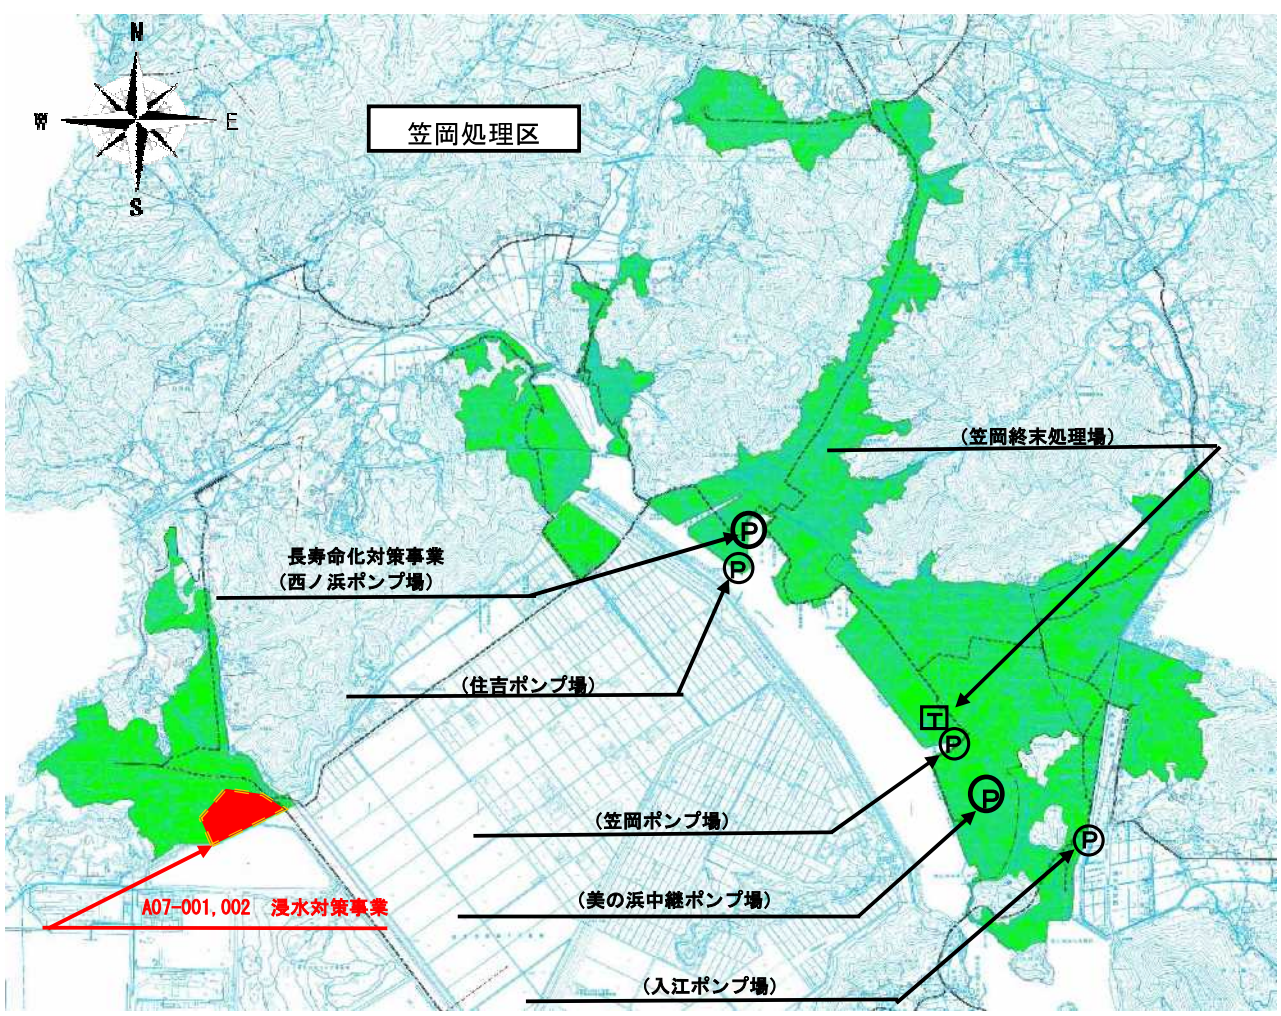 N
W
E
S
笠岡処理区
(笠岡終末処理場)
長寿命化対策事業
(西ノ浜ポンプ場)
P
P
(住吉ポンプ場)
T
P
P
(笠岡ポンプ場)
P
(美の浜中継ポンプ場)
A07-001,002 浸水対策事業
(入江ポンプ場)